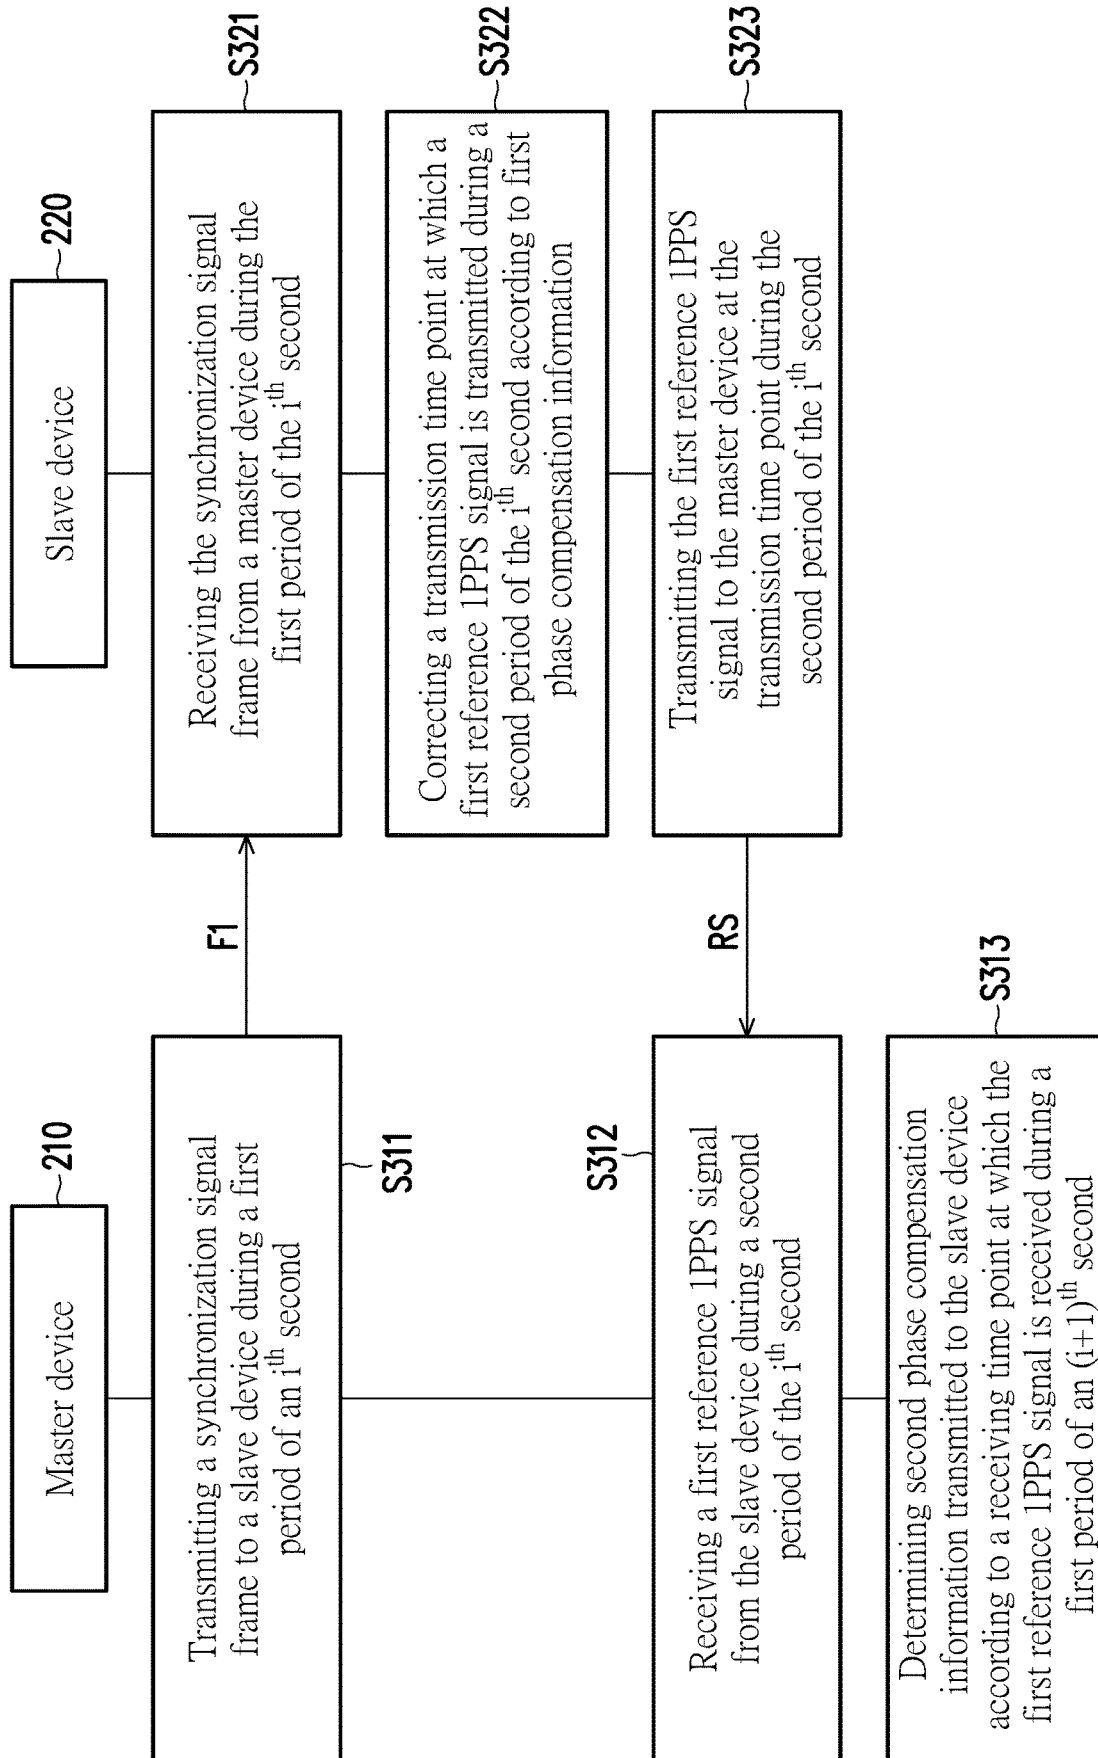 Master device
210
Slave device
220
Transmitting a synchronization signal
frame to a slave device during a first
period of an iᵗʰ second
S311
F1
Receiving the synchronization signal
frame from a master device during the
first period of the iᵗʰ second
S321
Correcting a transmission time point at which a
first reference 1PPS signal is transmitted during a
second period of the iᵗʰ second according to first
phase compensation information
S322
Receiving a first reference 1PPS signal
from the slave device during a second
period of the iᵗʰ second
S312
RS
Transmitting the first reference 1PPS
signal to the master device at the
transmission time point during the
second period of the iᵗʰ second
S323
Determining second phase compensation
information transmitted to the slave device
according to a receiving time point at which the
first reference 1PPS signal is received during a
first period of an (i+1)ᵗʰ second
S313